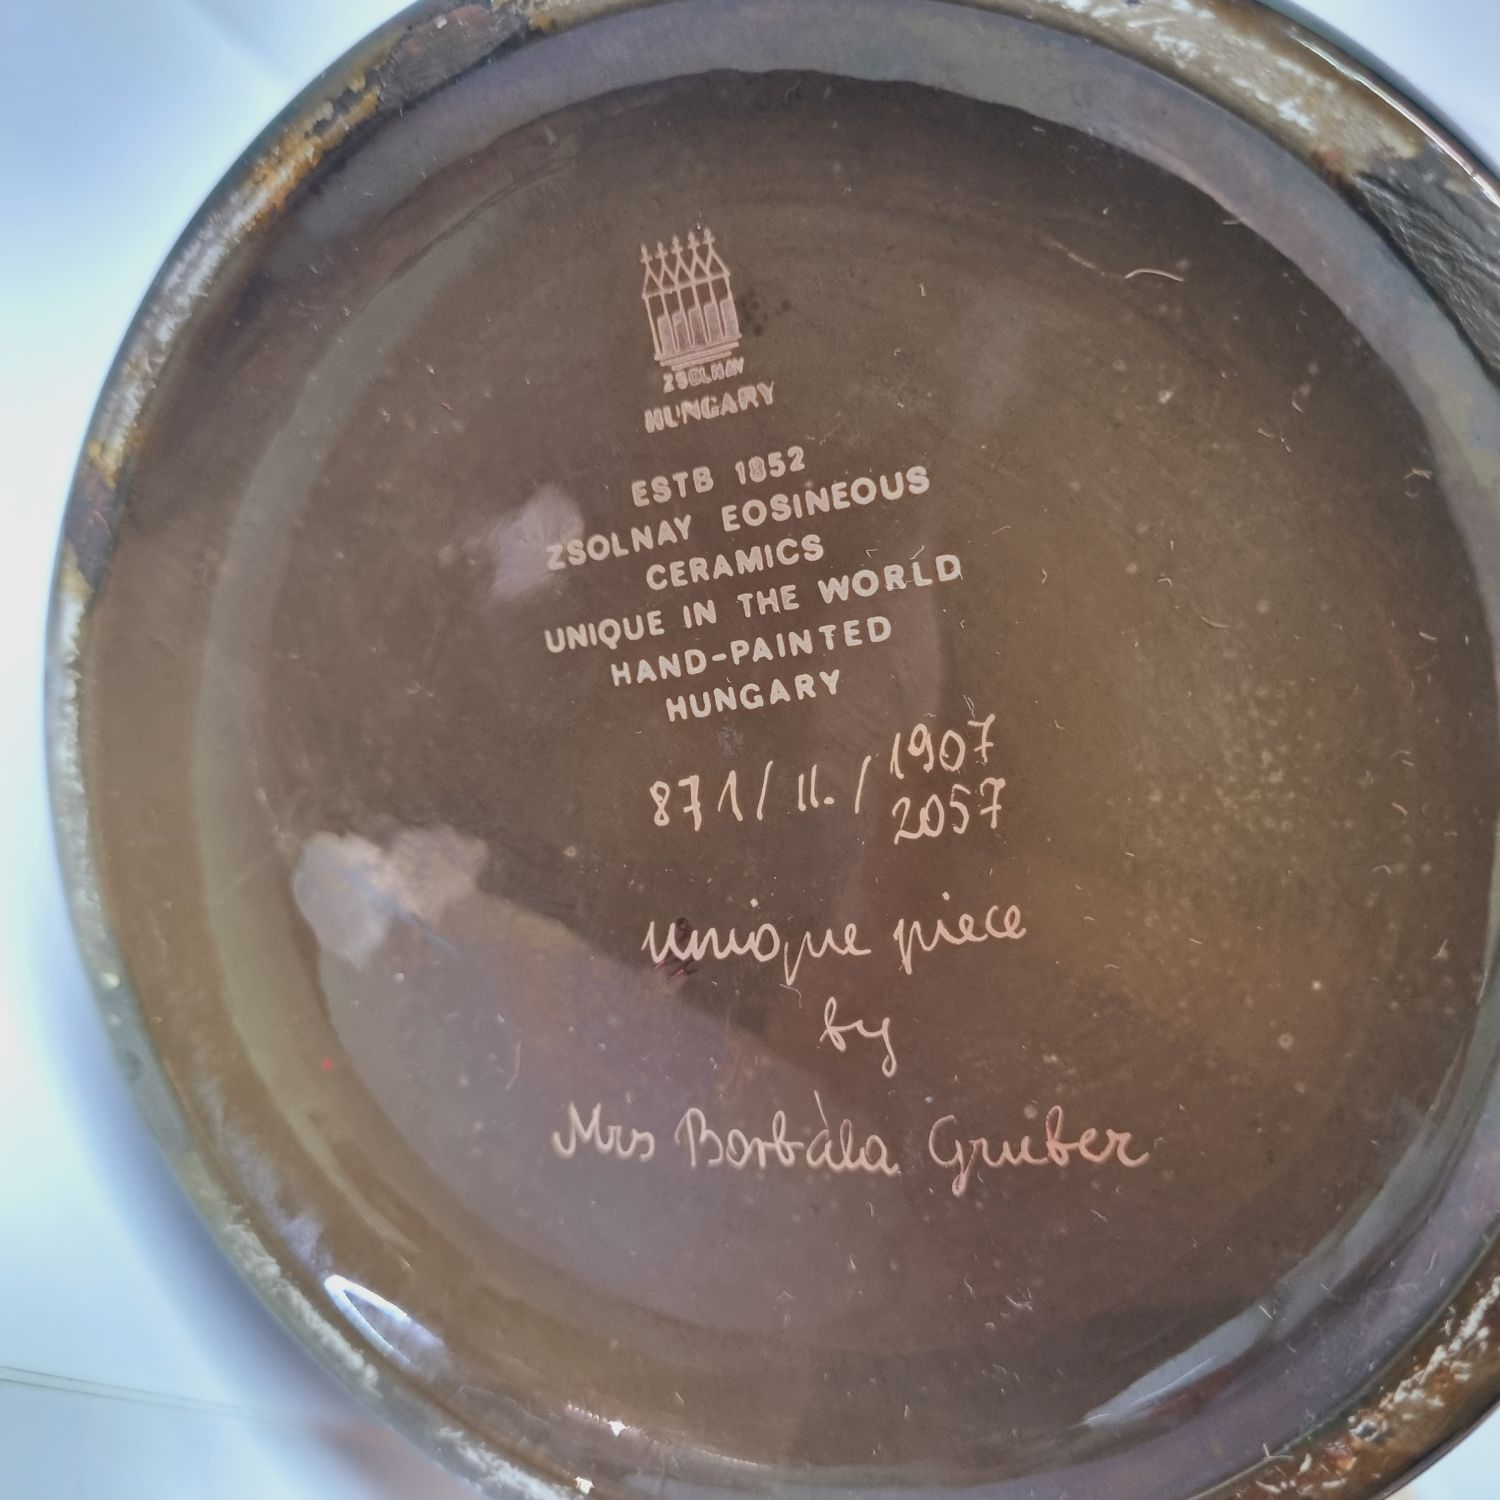 ZSOLNAY
HUNGARY
ESTB 1852
ZSOLNAY EOSINEOUS
CERAMICS
UNIQUE IN THE WORLD
HAND-PAINTED
HUNGARY
871/II./1907
2057
unique piece
by
Mrs Borbála Gruber